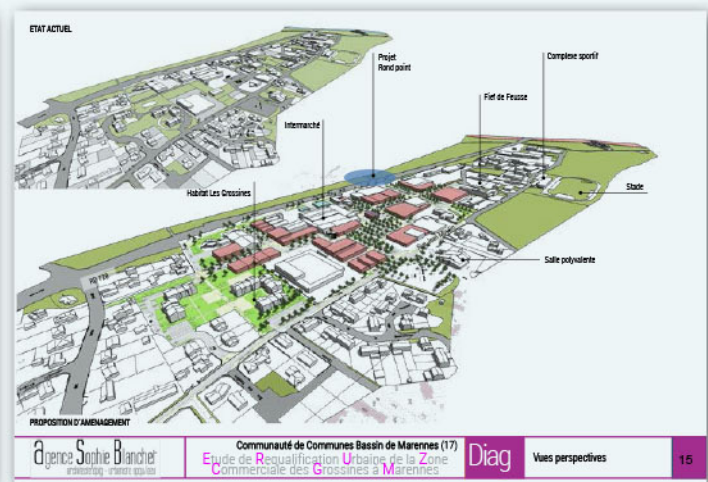 ETAT ACTUEL
Projet
Rond point
Complexe sportif
Fief de Feusse
Intermarché
Habitat Les Grossines
Stade
RD 728
Salle polyvalente
PROPOSITION D'AMENAGEMENT
agence Sophie Blanchet
Communauté de Communes Bassin de Marennes (17)
Etude de Requalification Urbaine de la Zone
Commerciale des Grossines à Marennes
Diag
Vues perspectives
15